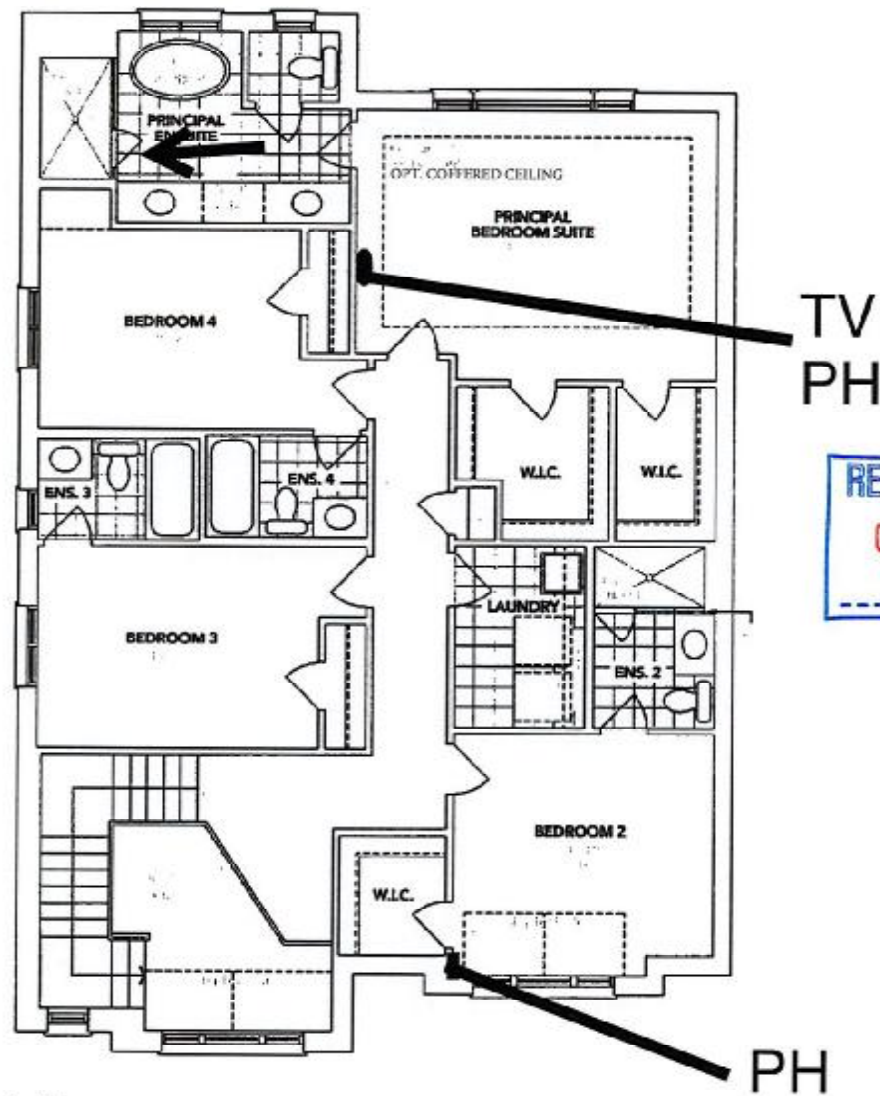 PRINCIPAL
ENSUITE
OPT. COFFERED CEILING
PRINCIPAL
BEDROOM SUITE
BEDROOM 4
TV
PH
W.I.C.
W.I.C.
ENS. 3
ENS. 4
LAUNDRY
BEDROOM 3
ENS. 2
BEDROOM 2
W.I.C.
PH